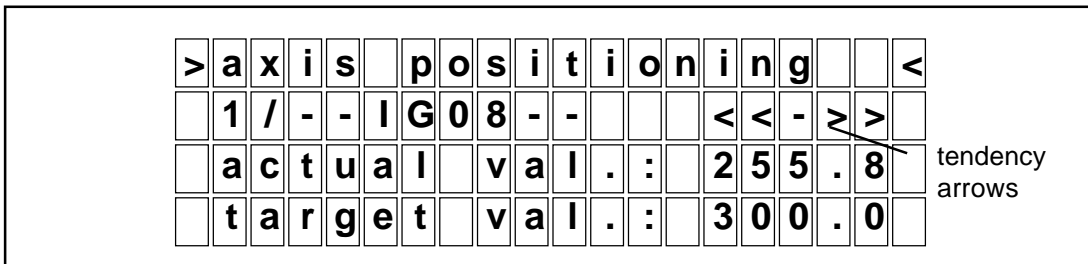 >axis positioning  <
1/--IG08--   <<->>
actual val.: 255.8
target val.: 300.0
tendency
arrows